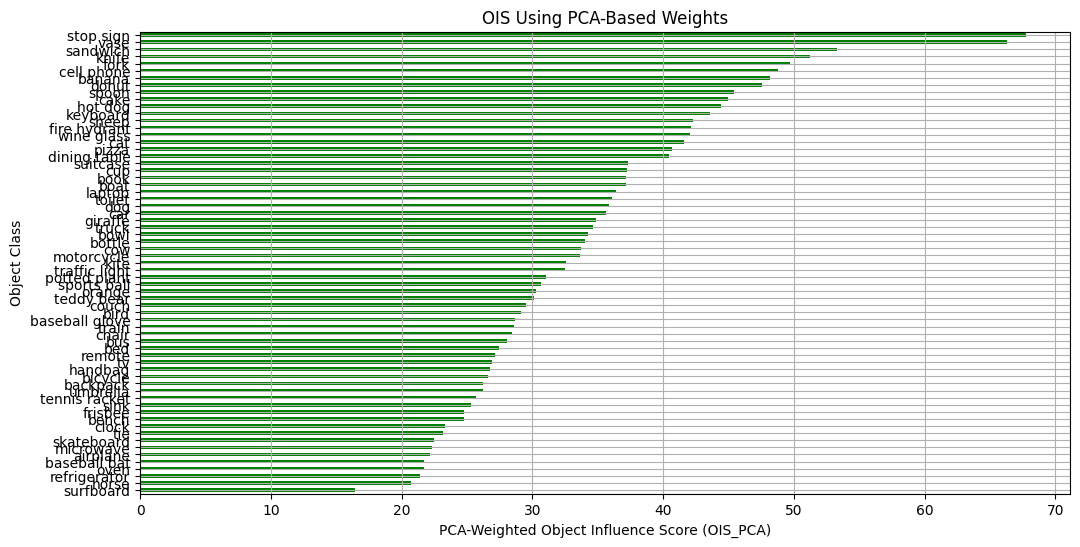 OIS Using PCA-Based Weights
Object Class
stop sign
vase
sandwich
knife
fork
cell phone
banana
donut
spoon
cake
hot dog
keyboard
sheep
fire hydrant
wine glass
pizza
dining table
suitcase
cup
book
boat
laptop
toilet
dog
giraffe
truck
bowl
bottle
cow
motorcycle
kite
traffic light
potted plant
sports ball
orange
teddy bear
couch
bird
baseball glove
train
chair
bus
bed
remote
tv
handbag
bicycle
backpack
umbrella
tennis racket
sink
frisbee
bench
clock
tie
skateboard
microwave
airplane
baseball bat
oven
refrigerator
horse
surfboard
0 10 20 30 40 50 60 70
PCA-Weighted Object Influence Score (OIS_PCA)